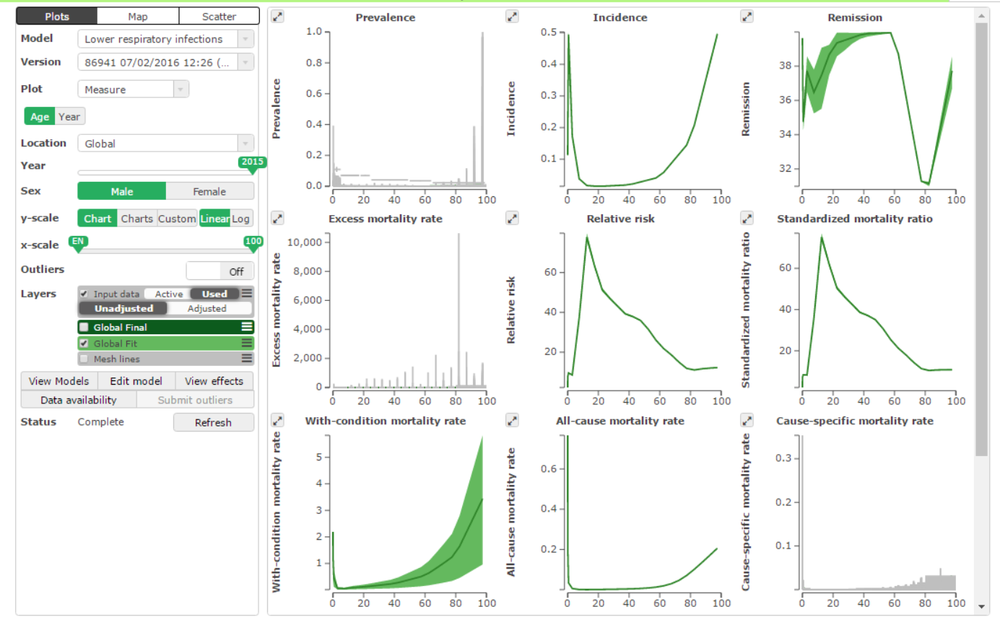 Plots Map Scatter
Model Lower respiratory infections
Version 86941 07/02/2016 12:26 (...
Plot Measure
Age Year
Location Global
Year 2015
Sex Male Female
y-scale Chart Charts Custom Linear Log
x-scale EN 100
Outliers Off
Layers Input data Active Used
Unadjusted Adjusted
Global Final
Global Fit
Mesh lines
View Models Edit model View effects
Data availability Submit outliers
Status Complete Refresh
Prevalence
Prevalence
1.0
0.8
0.6
0.4
0.2
0.0
0 20 40 60 80 100
Incidence
Incidence
0.5
0.4
0.3
0.2
0.1
0 20 40 60 80 100
Remission
Remission
38
36
34
32
0 20 40 60 80 100
Excess mortality rate
Excess mortality rate
10,000
8,000
6,000
4,000
2,000
0
0 20 40 60 80 100
Relative risk
Relative risk
60
40
20
0 20 40 60 80 100
Standardized mortality ratio
Standardized mortality ratio
60
40
20
0 20 40 60 80 100
With-condition mortality rate
With-condition mortality rate
5
4
3
2
1
0 20 40 60 80 100
All-cause mortality rate
All-cause mortality rate
0.6
0.4
0.2
0 20 40 60 80 100
Cause-specific mortality rate
Cause-specific mortality rate
0.3
0.2
0.1
0 20 40 60 80 100